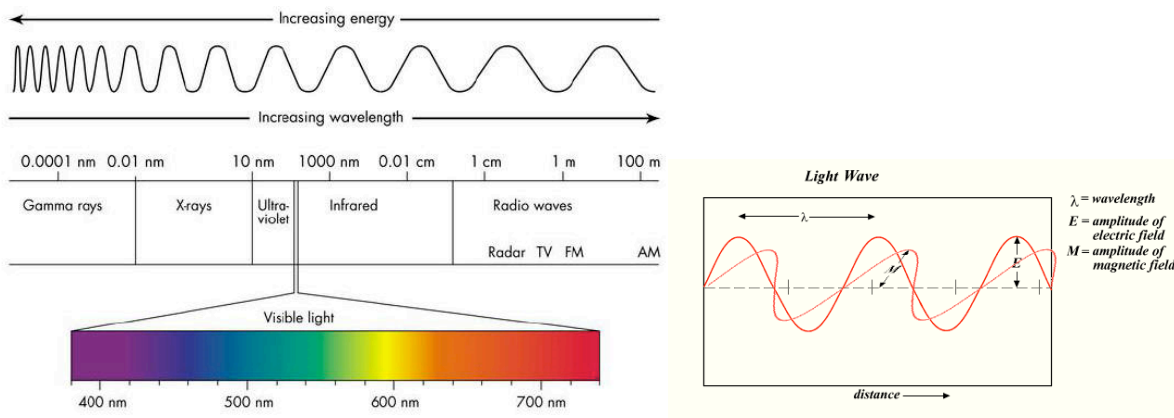 Increasing energy
Increasing wavelength
0.0001 nm 0.01 nm 10 nm 1000 nm 0.01 cm 1 cm 1 m 100 m
Gamma rays X-rays Ultra-
violet Infrared Radio waves
Radar TV FM AM
Visible light
400 nm 500 nm 600 nm 700 nm
Light Wave
λ
M
E
distance
λ = wavelength
E = amplitude of
electric field
M = amplitude of
magnetic field